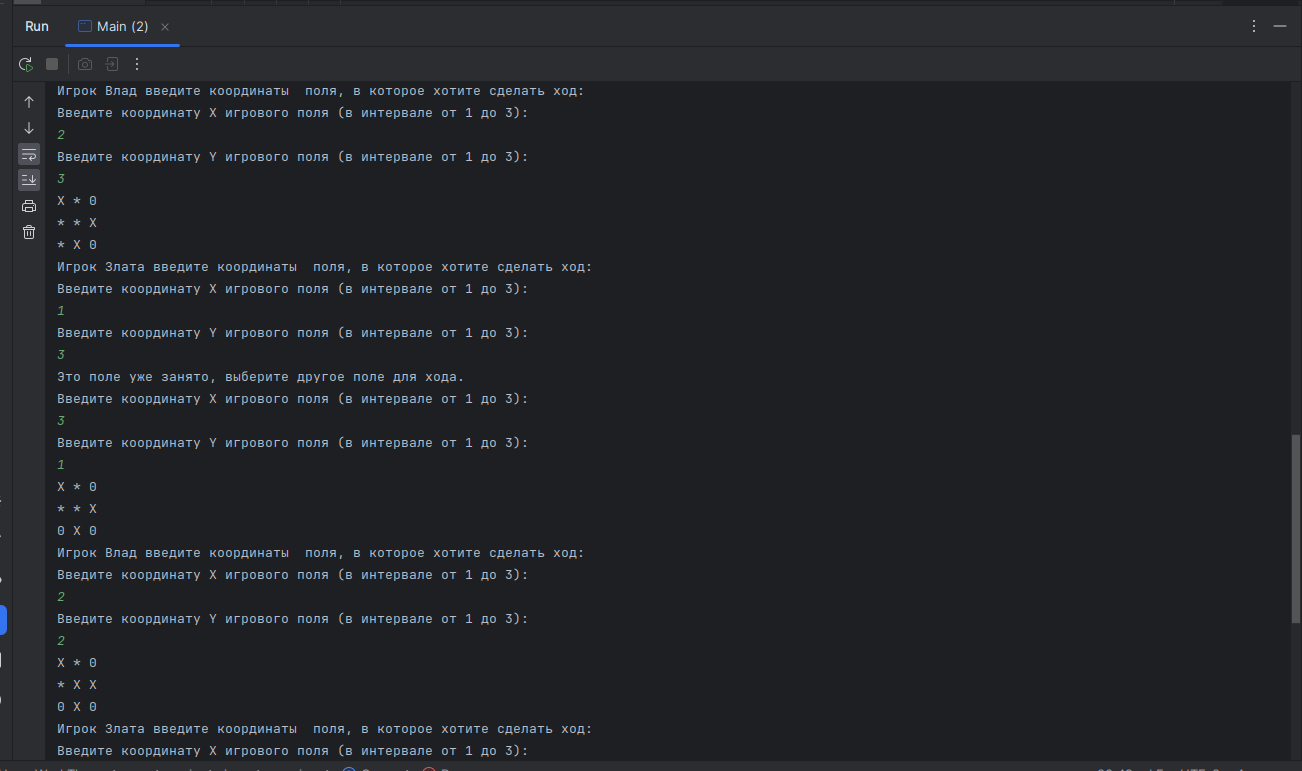 Run Main (2)
Игрок Влад введите координаты  поля, в которое хотите сделать ход:
Введите координату X игрового поля (в интервале от 1 до 3):
2
Введите координату Y игрового поля (в интервале от 1 до 3):
3
X * 0
* * X
* X 0
Игрок Злата введите координаты  поля, в которое хотите сделать ход:
Введите координату X игрового поля (в интервале от 1 до 3):
1
Введите координату Y игрового поля (в интервале от 1 до 3):
3
Это поле уже занято, выберите другое поле для хода.
Введите координату X игрового поля (в интервале от 1 до 3):
3
Введите координату Y игрового поля (в интервале от 1 до 3):
1
X * 0
* * X
0 X 0
Игрок Влад введите координаты  поля, в которое хотите сделать ход:
Введите координату X игрового поля (в интервале от 1 до 3):
2
Введите координату Y игрового поля (в интервале от 1 до 3):
2
X * 0
* X X
0 X 0
Игрок Злата введите координаты  поля, в которое хотите сделать ход:
Введите координату X игрового поля (в интервале от 1 до 3):